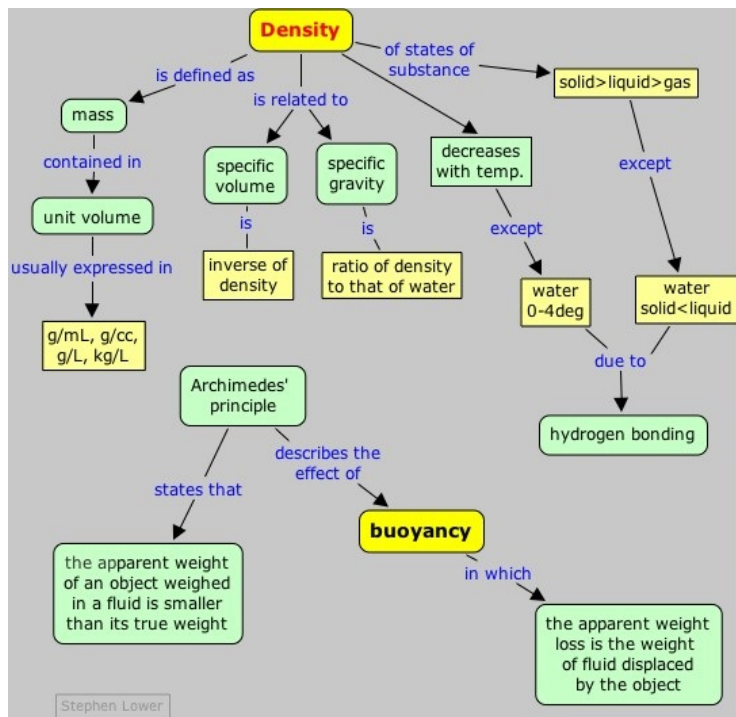 Density
of states of
substance
solid>liquid>gas
is defined as
is related to
mass
contained in
unit volume
usually expressed in
g/mL, g/cc,
g/L, kg/L
specific
volume
is
inverse of
density
specific
gravity
is
ratio of density
to that of water
decreases
with temp.
except
water
0-4deg
except
water
solid<liquid
due to
hydrogen bonding
Archimedes'
principle
states that
the apparent weight
of an object weighed
in a fluid is smaller
than its true weight
describes the
effect of
buoyancy
in which
the apparent weight
loss is the weight
of fluid displaced
by the object
Stephen Lower